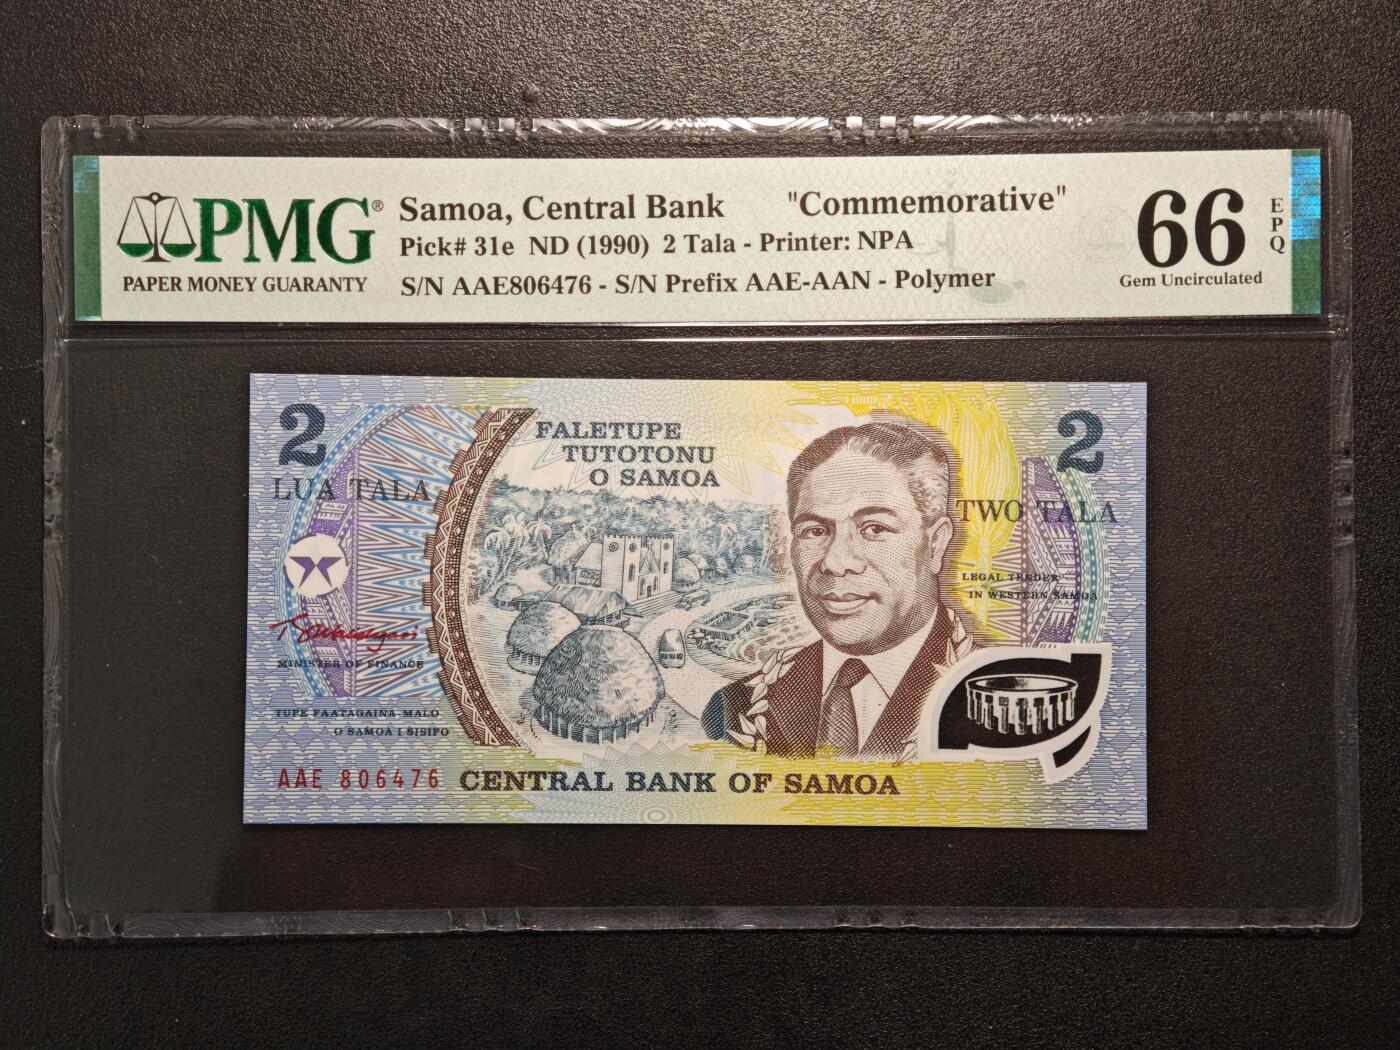 PMG®
PAPER MONEY GUARANTY
Samoa, Central Bank "Commemorative"
Pick# 31e ND (1990) 2 Tala - Printer: NPA
S/N AAE806476 - S/N Prefix AAE-AAN - Polymer
66
EPQ
Gem Uncirculated
2
LUA TALA
FALETUPE
TUTOTONU
O SAMOA
2
TWO TALA
LEGAL TENDER
IN WESTERN SAMOA
MINISTER OF FINANCE
TUPE FAATAGAINA MALO
O SAMOA I SISIFO
AAE 806476 CENTRAL BANK OF SAMOA